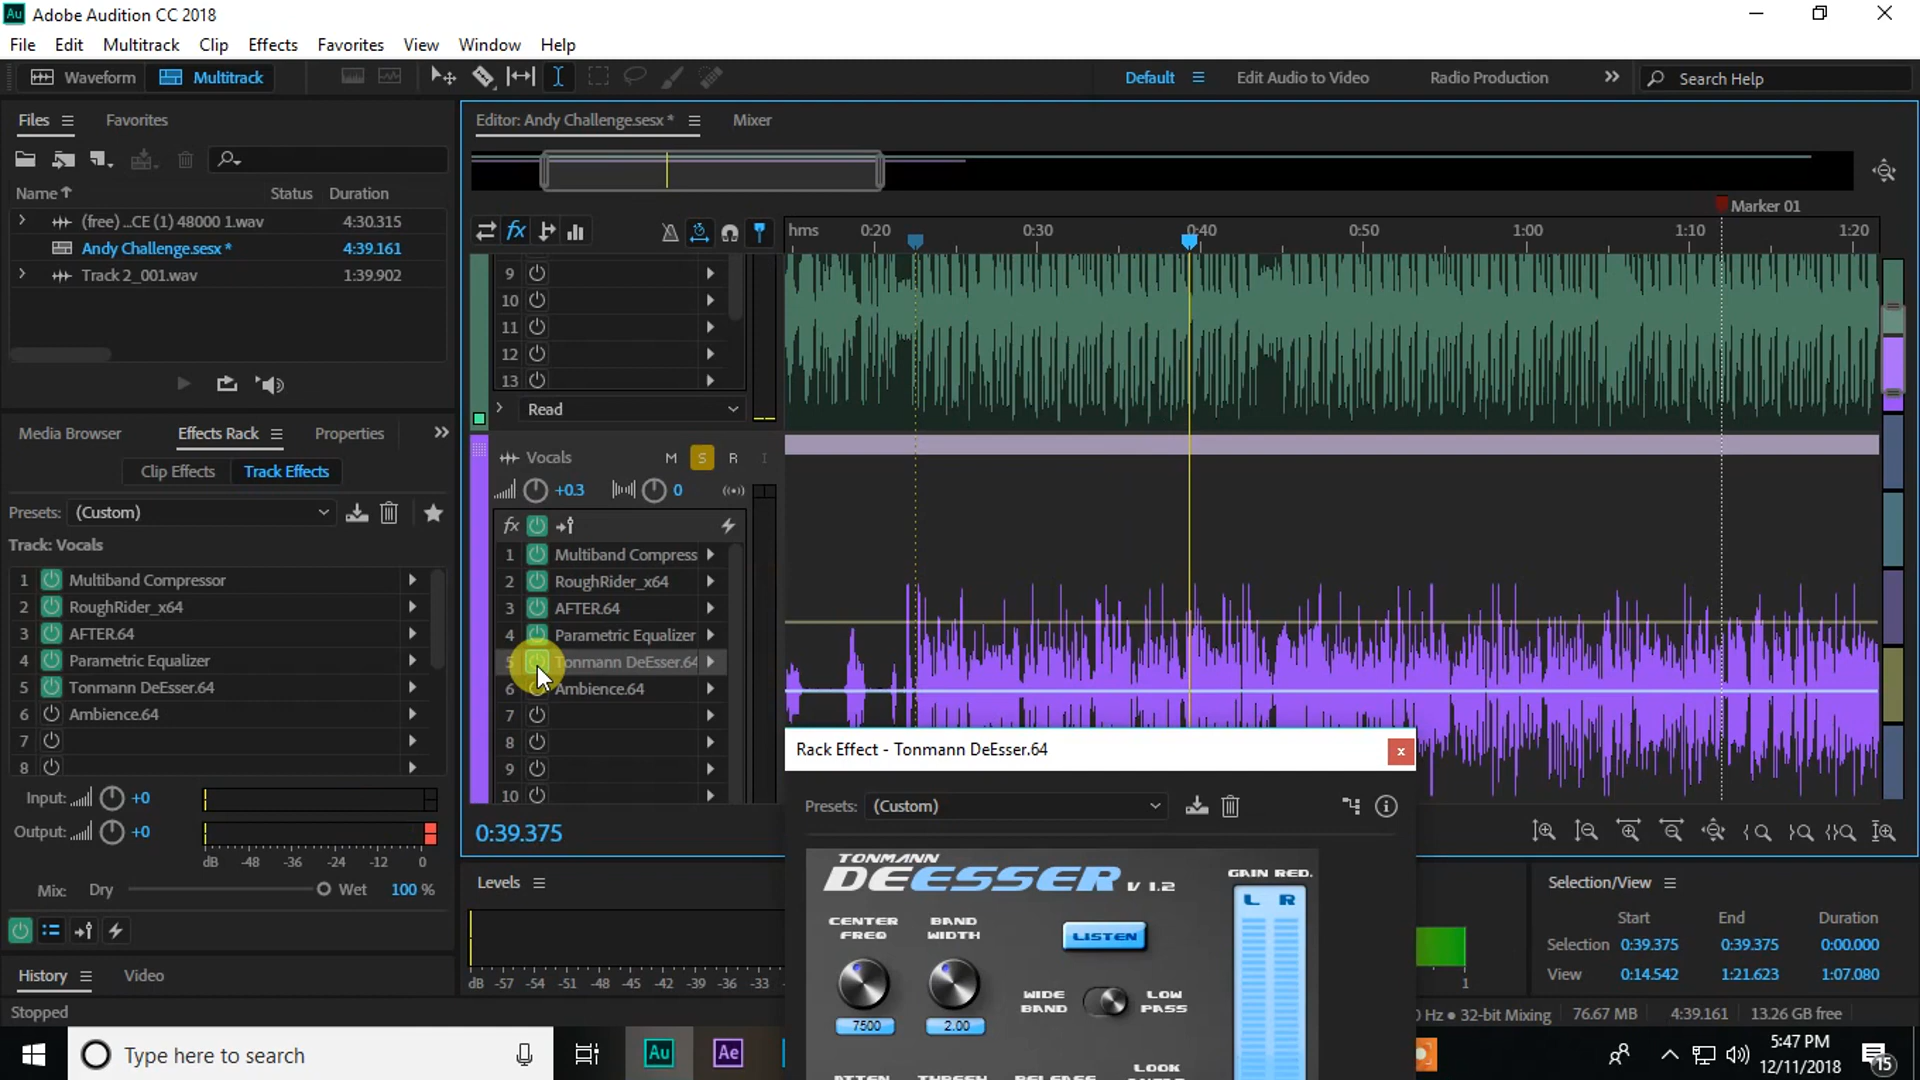 Au Adobe Audition CC 2018
File Edit Multitrack Clip Effects Favorites View Window Help
Waveform Multitrack Default Edit Audio to Video Radio Production Search Help
Files Favorites
Name Status Duration
(free) ...CE (1) 48000 1.wav 4:30.315
Andy Challenge.sesx * 4:39.161
Track 2_001.wav 1:39.902
Media Browser Effects Rack Properties
Clip Effects Track Effects
Presets: (Custom)
Track: Vocals
1 Multiband Compressor
2 RoughRider_x64
3 AFTER.64
4 Parametric Equalizer
5 Tonmann DeEsser.64
6 Ambience.64
7
8
Input: +0
Output: +0
dB -48 -36 -24 -12 0
Mix: Dry Wet 100 %
History Video
Stopped
Editor: Andy Challenge.sesx * Mixer
Marker 01
fx hms 0:20 0:30 0:40 0:50 1:00 1:10 1:20
9
10
11
12
13
Read
Vocals M S R I
+0.3 0
fx
1 Multiband Compress
2 RoughRider_x64
3 AFTER.64
4 Parametric Equalizer
5 Tonmann DeEsser.64
6 Ambience.64
7
8
9
10
0:39.375
Levels
dB -57 -54 -51 -48 -45 -42 -39 -36 -33
Rack Effect - Tonmann DeEsser.64 x
Presets: (Custom)
TONMANN
DEESSER V 1.2
GAIN RED.
L R
CENTER FREQ
BAND WIDTH
LISTEN
7500 2.00
WIDE BAND LOW PASS
LOOK
Selection/View
Start End Duration
Selection 0:39.375 0:39.375 0:00.000
View 0:14.542 1:21.623 1:07.080
1
0 Hz • 32-bit Mixing 76.67 MB 4:39.161 13.26 GB free
Type here to search Au Ae
5:47 PM
12/11/2018
15